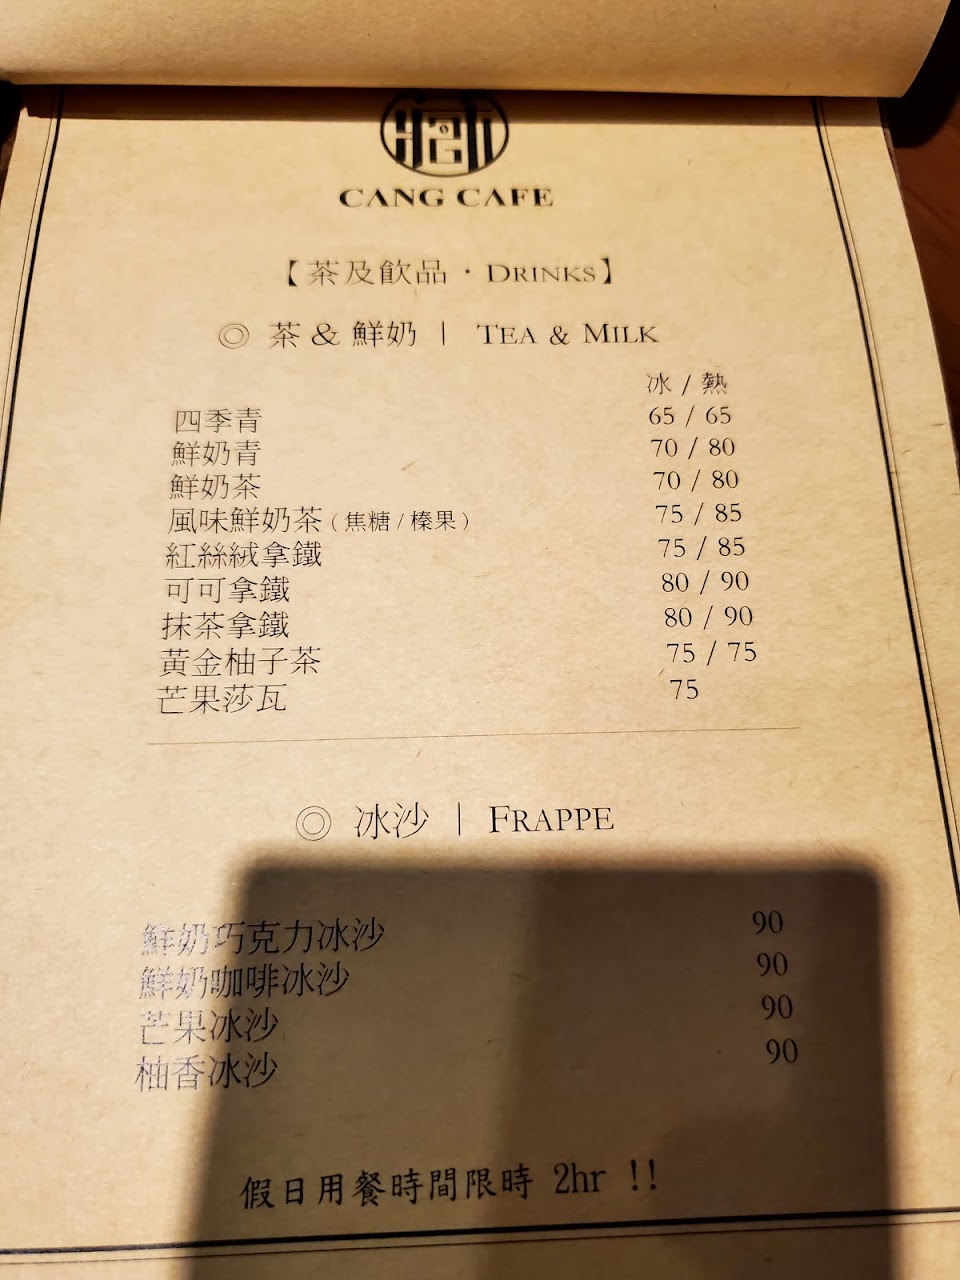 CANG CAFE
【茶及飲品・DRINKS】
◎ 茶 & 鮮奶 | TEA & MILK
冰 / 熱
四季青 65 / 65
鮮奶青 70 / 80
鮮奶茶 70 / 80
風味鮮奶茶 ( 焦糖 / 榛果 ) 75 / 85
紅絲絨拿鐵 75 / 85
可可拿鐵 80 / 90
抹茶拿鐵 80 / 90
黃金柚子茶 75 / 75
芒果莎瓦 75
◎ 冰沙 | FRAPPE
鮮奶巧克力冰沙 90
鮮奶咖啡冰沙 90
芒果冰沙 90
柚香冰沙 90
假日用餐時間限時 2hr !!